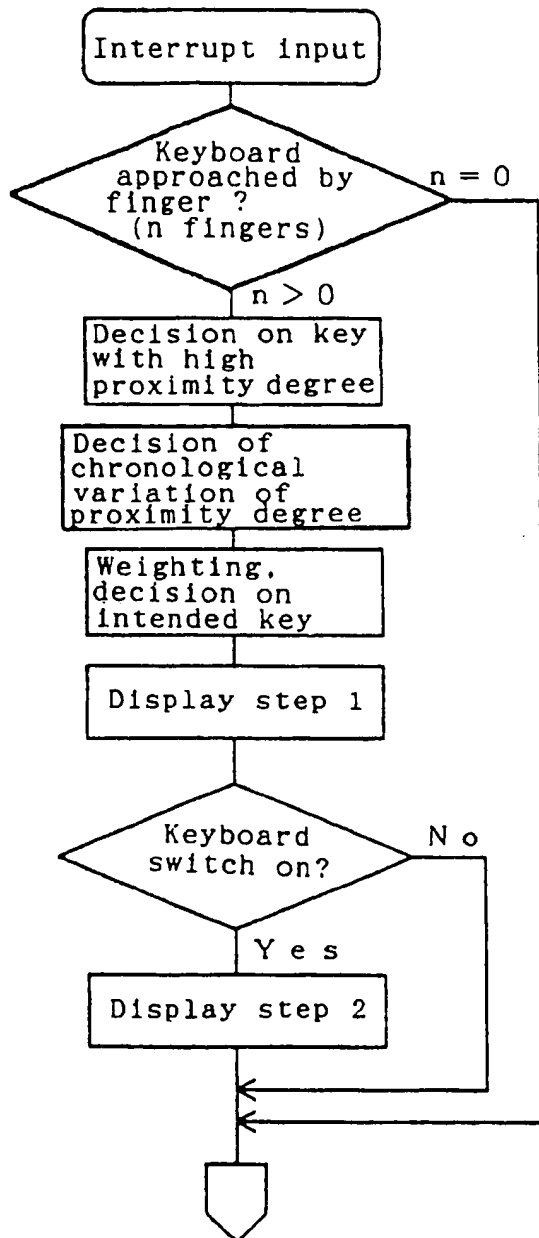 Interrupt input
Keyboard
approached by
finger ?
(n fingers)
n = 0
n > 0
Decision on key
with high
proximity degree
Decision of
chronological
variation of
proximity degree
Weighting,
decision on
intended key
Display step 1
Keyboard
switch on?
No
Yes
Display step 2